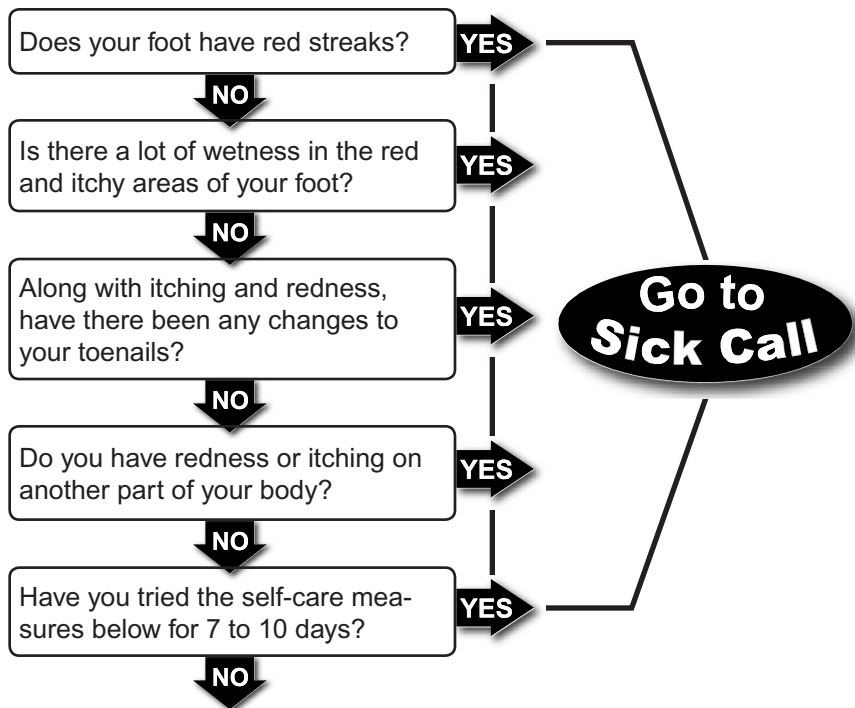 Does your foot have red streaks?
YES
NO
Is there a lot of wetness in the red
and itchy areas of your foot?
YES
NO
Along with itching and redness,
have there been any changes to
your toenails?
YES
Go to
Sick Call
NO
Do you have redness or itching on
another part of your body?
YES
NO
Have you tried the self-care mea-
sures below for 7 to 10 days?
YES
NO